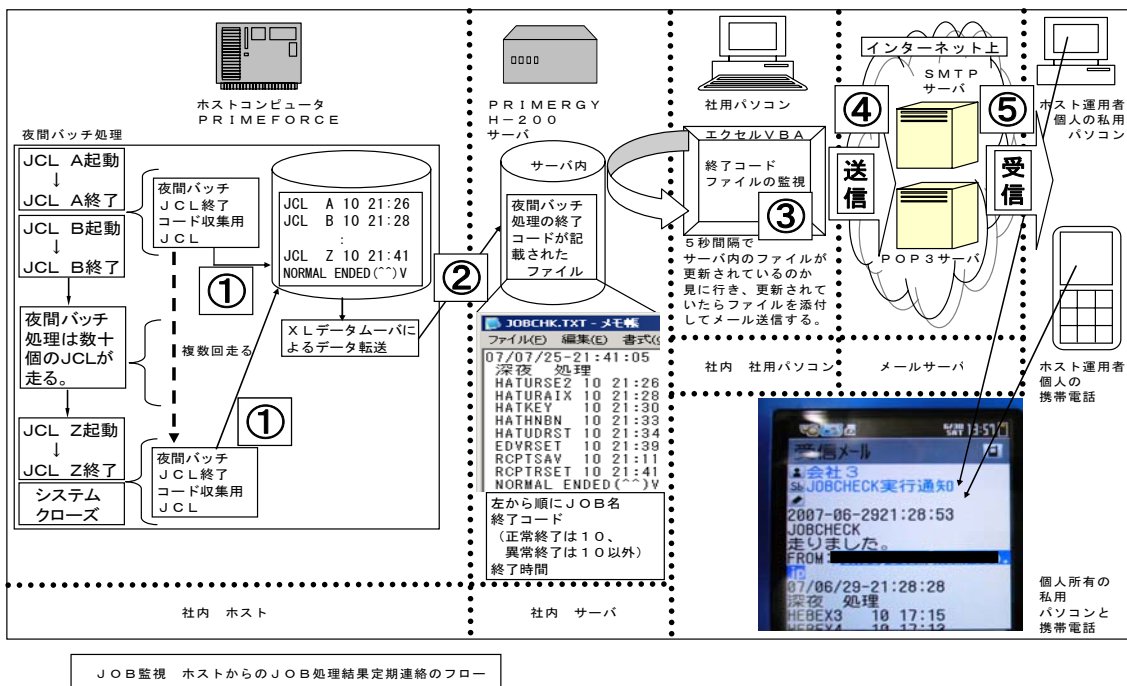 ホストコンピュータ
PRIMEFORCE
夜間バッチ処理
JCL A起動
↓
JCL A終了
JCL B起動
↓
JCL B終了
夜間バッチ
処理は数十
個のJCLが
走る。
JCL Z起動
↓
JCL Z終了
システム
クローズ
夜間バッチ
JCL終了
コード収集用
JCL
①
複数回走る
①
夜間バッチ
JCL終了
コード収集用
JCL
JCL A 10 21:26
JCL B 10 21:28
:
JCL Z 10 21:41
NORMAL ENDED(^^)V
XLデータムーバに
よるデータ転送
社内 ホスト
②
PRIMERGY
H-200
サーバ
サーバ内
夜間バッチ
処理の終了
コードが記
載された
ファイル
JOBCHK.TXT - メモ帳
ファイル(F) 編集(E) 書式(
07/07/25-21:41:05
深夜 処理
HATURSE2 10 21:26
HATURAIX 10 21:28
HATKEY 10 21:30
HATHNBN 10 21:33
HATUDRST 10 21:34
EDYRSET 10 21:39
RCPTSAV 10 21:11
RCPTRSET 10 21:41
NORMAL ENDED(^^)V
左から順にJOB名
終了コード
(正常終了は10、
異常終了は10以外)
終了時間
社内 サーバ
社用パソコン
エクセルVBA
終了コード
ファイルの監視
③
5秒間隔で
サーバ内のファイルが
更新されているのか
見に行き、更新されて
いたらファイルを添付
してメール送信する。
社内 社用パソコン
インターネット上
SMTP
サーバ
④
送信
POP3サーバ
メールサーバ
⑤
受信
ホスト運用者
個人の私用
パソコン
ホスト運用者
個人の
携帯電話
6/30 SAT 13:51
受信メール
会社3
Sb JOBCHECK実行通知
2007-06-2921:28:53
JOBCHECK
走りました。
FROM:
jp
07/06/29-21:28:28
深夜 処理
HEBEX3 10 17:15
個人所有の
私用
パソコンと
携帯電話
JOB監視 ホストからのJOB処理結果定期連絡のフロー